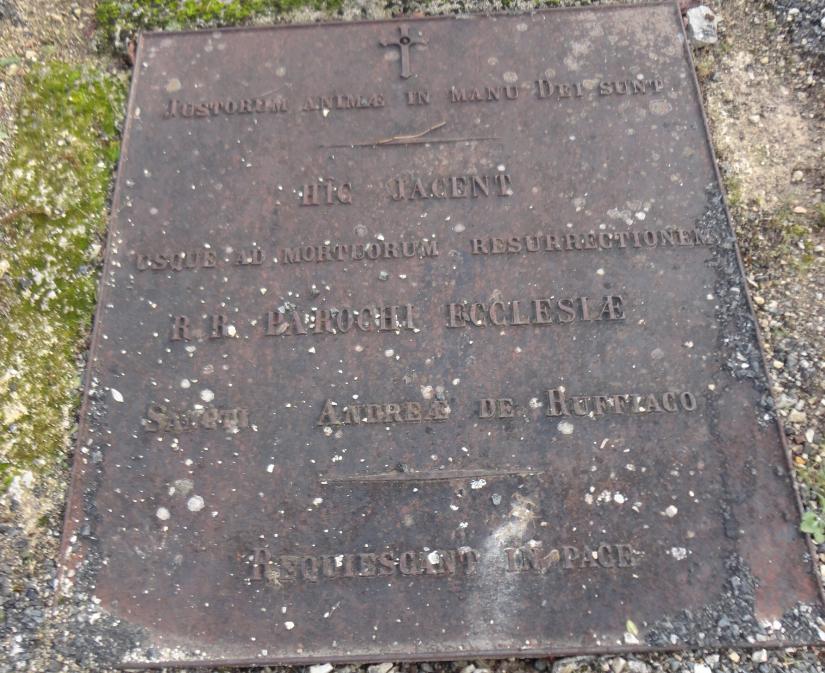 JUSTORUM ANIMÆ IN MANU DEI SUNT
HIC JACENT
USQUE AD MORTUORUM RESURRECTIONEM
R.R. PAROCHI ECCLESIÆ
SANCTI ANDREÆ DE RUFFIACO
REQUIESCANT IN PACE